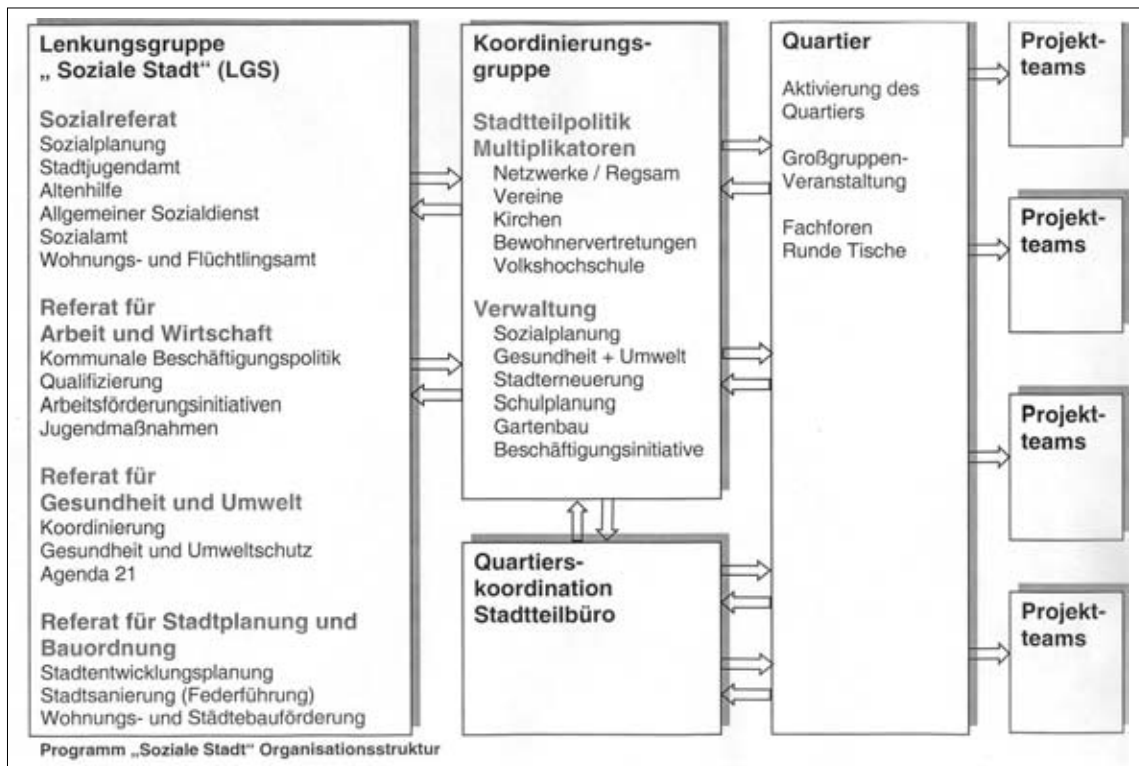 Lenkungsgruppe
„ Soziale Stadt“ (LGS)
Sozialreferat
Sozialplanung
Stadtjugendamt
Altenhilfe
Allgemeiner Sozialdienst
Sozialamt
Wohnungs- und Flüchtlingsamt
Referat für
Arbeit und Wirtschaft
Kommunale Beschäftigungspolitik
Qualifizierung
Arbeitsförderungsinitiativen
Jugendmaßnahmen
Referat für
Gesundheit und Umwelt
Koordinierung
Gesundheit und Umweltschutz
Agenda 21
Referat für Stadtplanung und
Bauordnung
Stadtentwicklungsplanung
Stadtsanierung (Federführung)
Wohnungs- und Städtebauförderung
Koordinierungs-
gruppe
Stadtteilpolitik
Multiplikatoren
Netzwerke / Regsam
Vereine
Kirchen
Bewohnervertretungen
Volkshochschule
Verwaltung
Sozialplanung
Gesundheit + Umwelt
Stadterneuerung
Schulplanung
Gartenbau
Beschäftigungsinitiative
Quartiers-
koordination
Stadtteilbüro
Quartier
Aktivierung des
Quartiers
Großgruppen-
Veranstaltung
Fachforen
Runde Tische
Projekt-
teams
Projekt-
teams
Projekt-
teams
Projekt-
teams
Programm „Soziale Stadt“ Organisationsstruktur